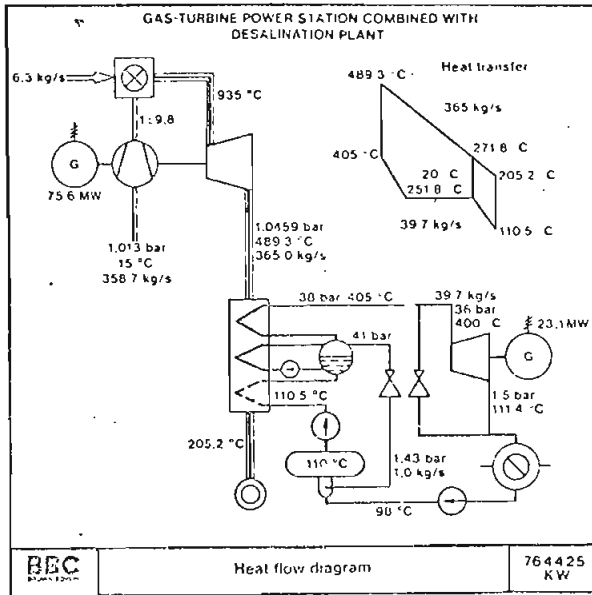 GAS-TURBINE POWER STATION COMBINED WITH
DESALINATION PLANT
6.3 kg/s
935 °C
1:9,8
G
75.6 MW
1,013 bar
15 °C
358.7 kg/s
1.0459 bar
489.3 °C
365.0 kg/s
Heat transfer
489.3 °C
365 kg/s
271.8 °C
405 °C
20 C
251.8 °C
205.2 °C
39.7 kg/s
110.5 C
38 bar 405 °C
39.7 kg/s
36 bar
400 C
23,1 MW
G
41 bar
1.5 bar
111.4 °C
110.5 °C
205.2 °C
110 °C
1,43 bar
1,0 kg/s
98 °C
BBC
BROWN BOVERI
Heat flow diagram
764425
KW